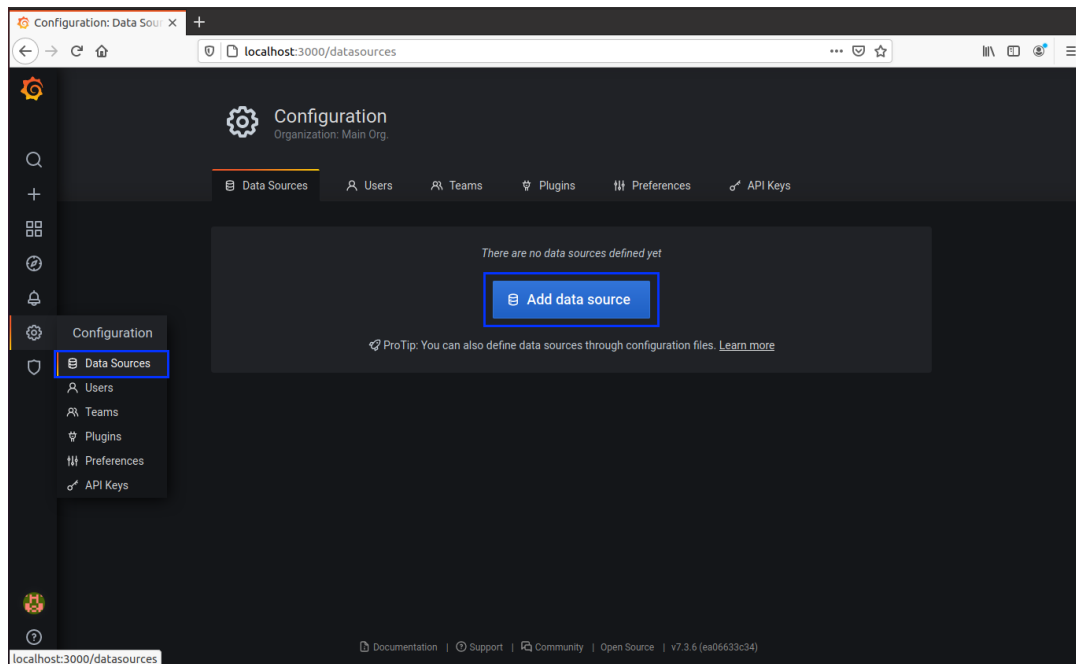 Configuration: Data Sour
localhost:3000/datasources
Configuration
Organization: Main Org.
Data Sources
Users
Teams
Plugins
Preferences
API Keys
There are no data sources defined yet
Add data source
ProTip: You can also define data sources through configuration files. Learn more
Configuration
Data Sources
Users
Teams
Plugins
Preferences
API Keys
Documentation | Support | Community | Open Source | v7.3.6 (ea06633c34)
localhost:3000/datasources